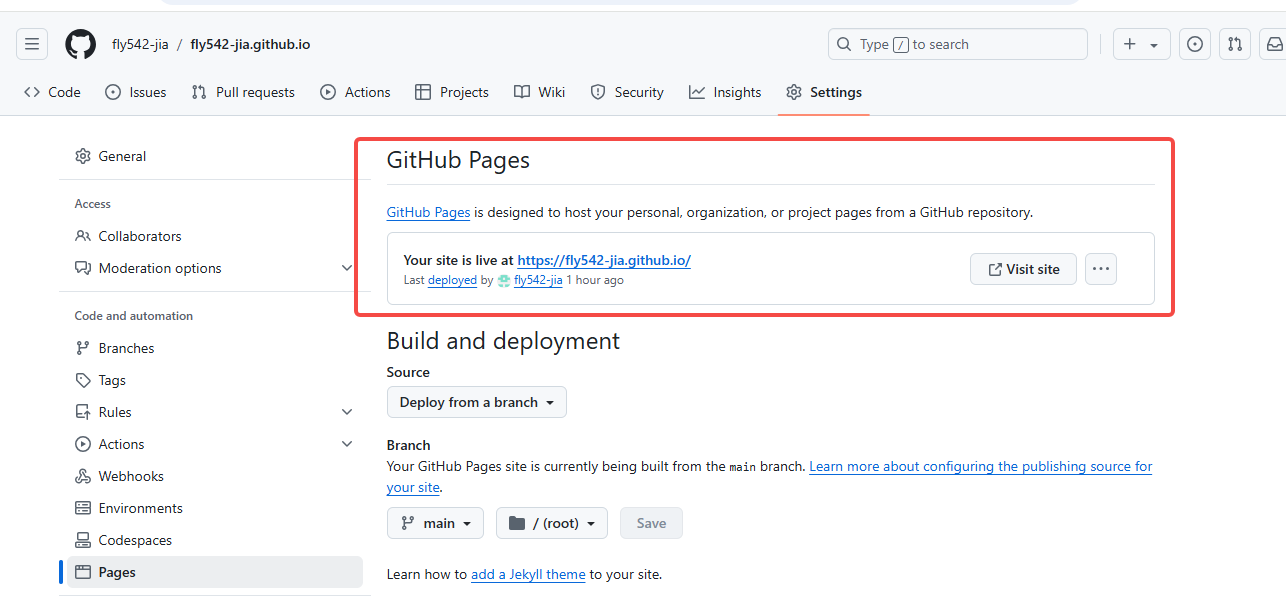 fly542-jia / fly542-jia.github.io
Type / to search
Code
Issues
Pull requests
Actions
Projects
Wiki
Security
Insights
Settings
General
Access
Collaborators
Moderation options
Code and automation
Branches
Tags
Rules
Actions
Webhooks
Environments
Codespaces
Pages
GitHub Pages
GitHub Pages is designed to host your personal, organization, or project pages from a GitHub repository.
Your site is live at https://fly542-jia.github.io/
Last deployed by fly542-jia 1 hour ago
Visit site
Build and deployment
Source
Deploy from a branch
Branch
Your GitHub Pages site is currently being built from the main branch. Learn more about configuring the publishing source for
your site.
main
/ (root)
Save
Learn how to add a Jekyll theme to your site.